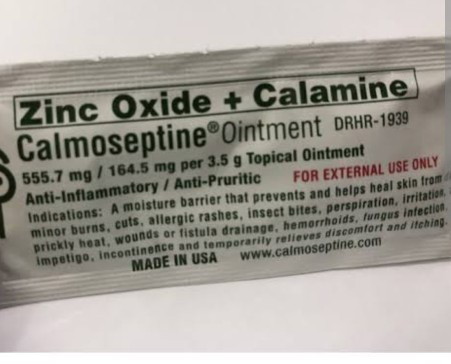 Zinc Oxide + Calamine
Calmoseptine® Ointment DRHR-1939
555.7 mg / 164.5 mg per 3.5 g Topical Ointment
Anti-Inflammatory / Anti-Pruritic FOR EXTERNAL USE ONLY
Indications: A moisture barrier that prevents and helps heal skin from
minor burns, cuts, allergic rashes, insect bites, perspiration, irritation,
prickly heat, wounds or fistula drainage, hemorrhoids, fungus infection,
impetigo, incontinence and temporarily relieves discomfort and itching.
MADE IN USA www.calmoseptine.com